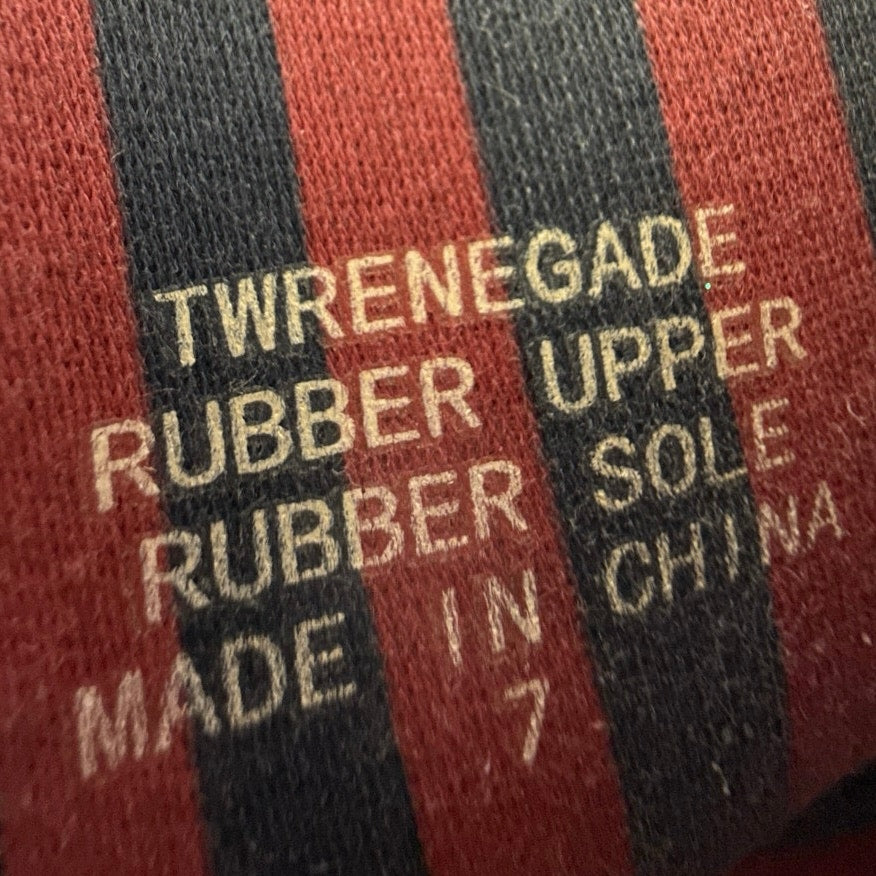 TWRENEGADE
RUBBER UPPER
RUBBER SOLE
MADE IN CHINA
7